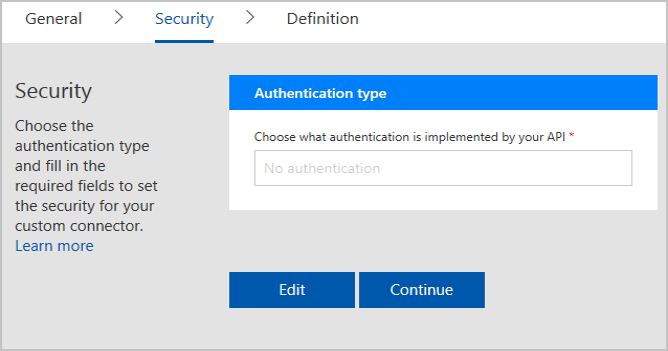 General > Security > Definition
Security
Choose the
authentication type
and fill in the
required fields to set
the security for your
custom connector.
Learn more
Authentication type
Choose what authentication is implemented by your API *
No authentication
Edit Continue